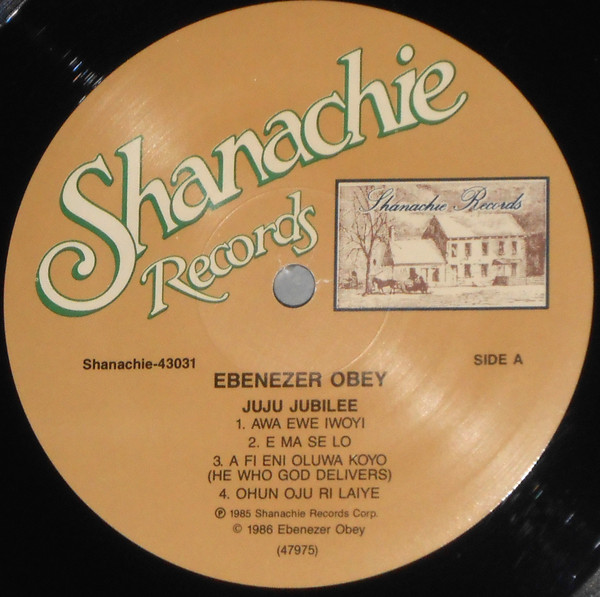 Shanachie
Records
Shanachie Records
Shanachie-43031
SIDE A
EBENEZER OBEY
JUJU JUBILEE
1. AWA EWE IWOYI
2. E MA SE LO
3. A FI ENI OLUWA KOYO
(HE WHO GOD DELIVERS)
4. OHUN OJU RI LAIYE
℗ 1985 Shanachie Records Corp.
© 1986 Ebenezer Obey
(47975)